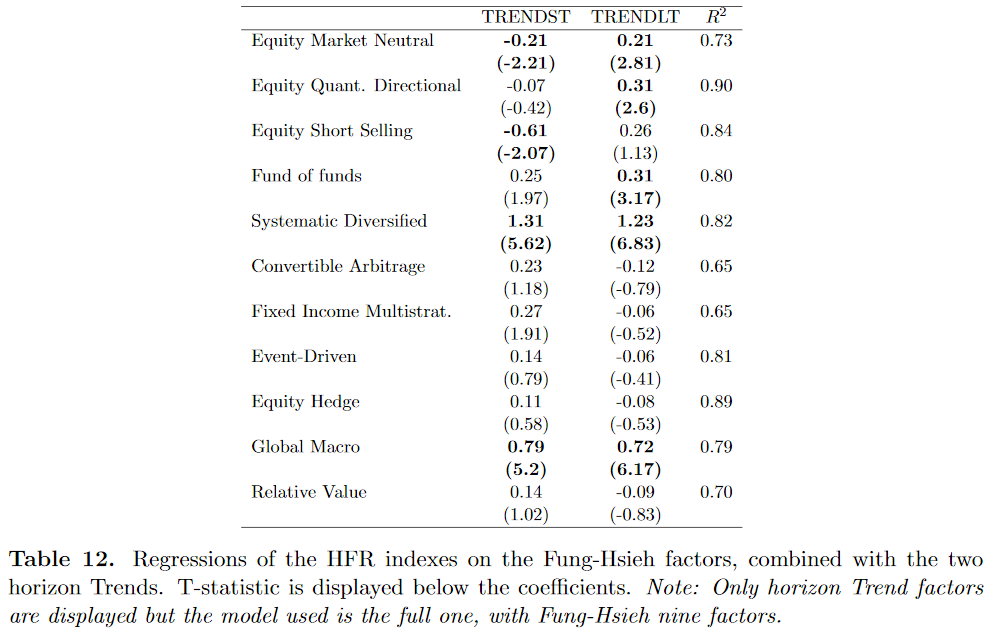 TRENDST TRENDLT R²
Equity Market Neutral -0.21 0.21 0.73
(-2.21) (2.81)
Equity Quant. Directional -0.07 0.31 0.90
(-0.42) (2.6)
Equity Short Selling -0.61 0.26 0.84
(-2.07) (1.13)
Fund of funds 0.25 0.31 0.80
(1.97) (3.17)
Systematic Diversified 1.31 1.23 0.82
(5.62) (6.83)
Convertible Arbitrage 0.23 -0.12 0.65
(1.18) (-0.79)
Fixed Income Multistrat. 0.27 -0.06 0.65
(1.91) (-0.52)
Event-Driven 0.14 -0.06 0.81
(0.79) (-0.41)
Equity Hedge 0.11 -0.08 0.89
(0.58) (-0.53)
Global Macro 0.79 0.72 0.79
(5.2) (6.17)
Relative Value 0.14 -0.09 0.70
(1.02) (-0.83)
Table 12. Regressions of the HFR indexes on the Fung-Hsieh factors, combined with the two
horizon Trends. T-statistic is displayed below the coefficients. Note: Only horizon Trend factors
are displayed but the model used is the full one, with Fung-Hsieh nine factors.